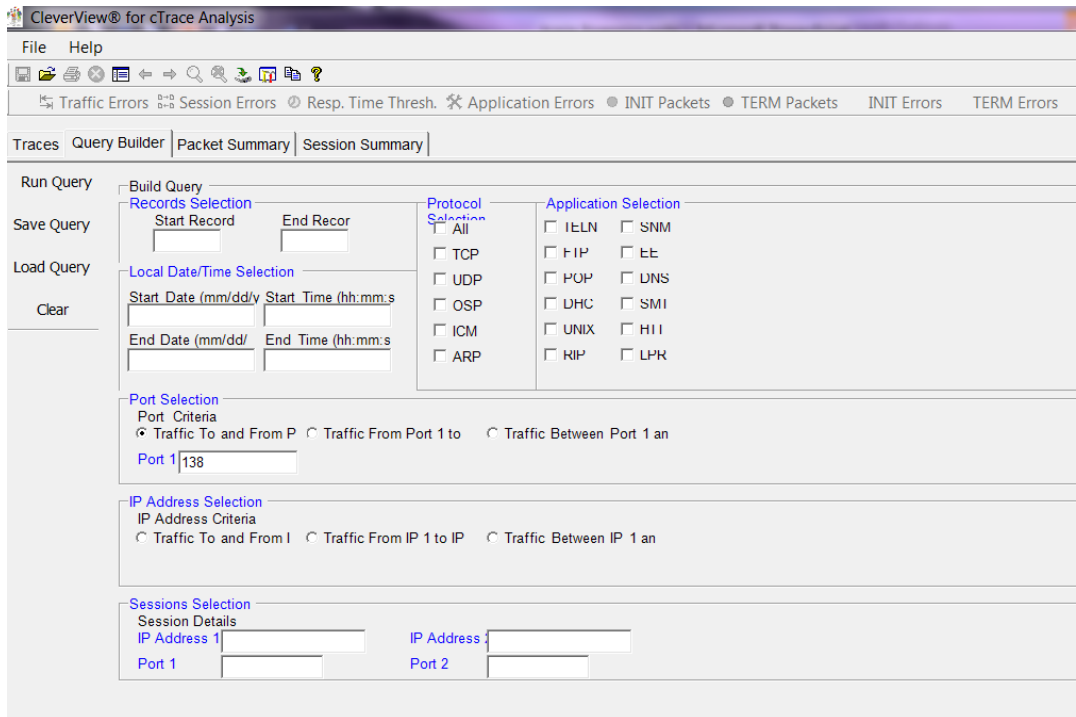 CleverView® for cTrace Analysis
File Help
Traffic Errors Session Errors Resp. Time Thresh. Application Errors INIT Packets TERM Packets INIT Errors TERM Errors
Traces Query Builder Packet Summary Session Summary
Run Query
Save Query
Load Query
Clear
Build Query
Records Selection
Start Record End Recor
Local Date/Time Selection
Start Date (mm/dd/y Start Time (hh:mm:s
End Date (mm/dd/ End Time (hh:mm:s
Protocol
Selection
All
TCP
UDP
OSP
ICM
ARP
Application Selection
TELN SNM
FTP EE
POP DNS
DHC SMT
UNIX HTT
RIP LPR
Port Selection
Port Criteria
Traffic To and From P Traffic From Port 1 to Traffic Between Port 1 an
Port 1 138
IP Address Selection
IP Address Criteria
Traffic To and From I Traffic From IP 1 to IP Traffic Between IP 1 an
Sessions Selection
Session Details
IP Address 1 IP Address 2
Port 1 Port 2